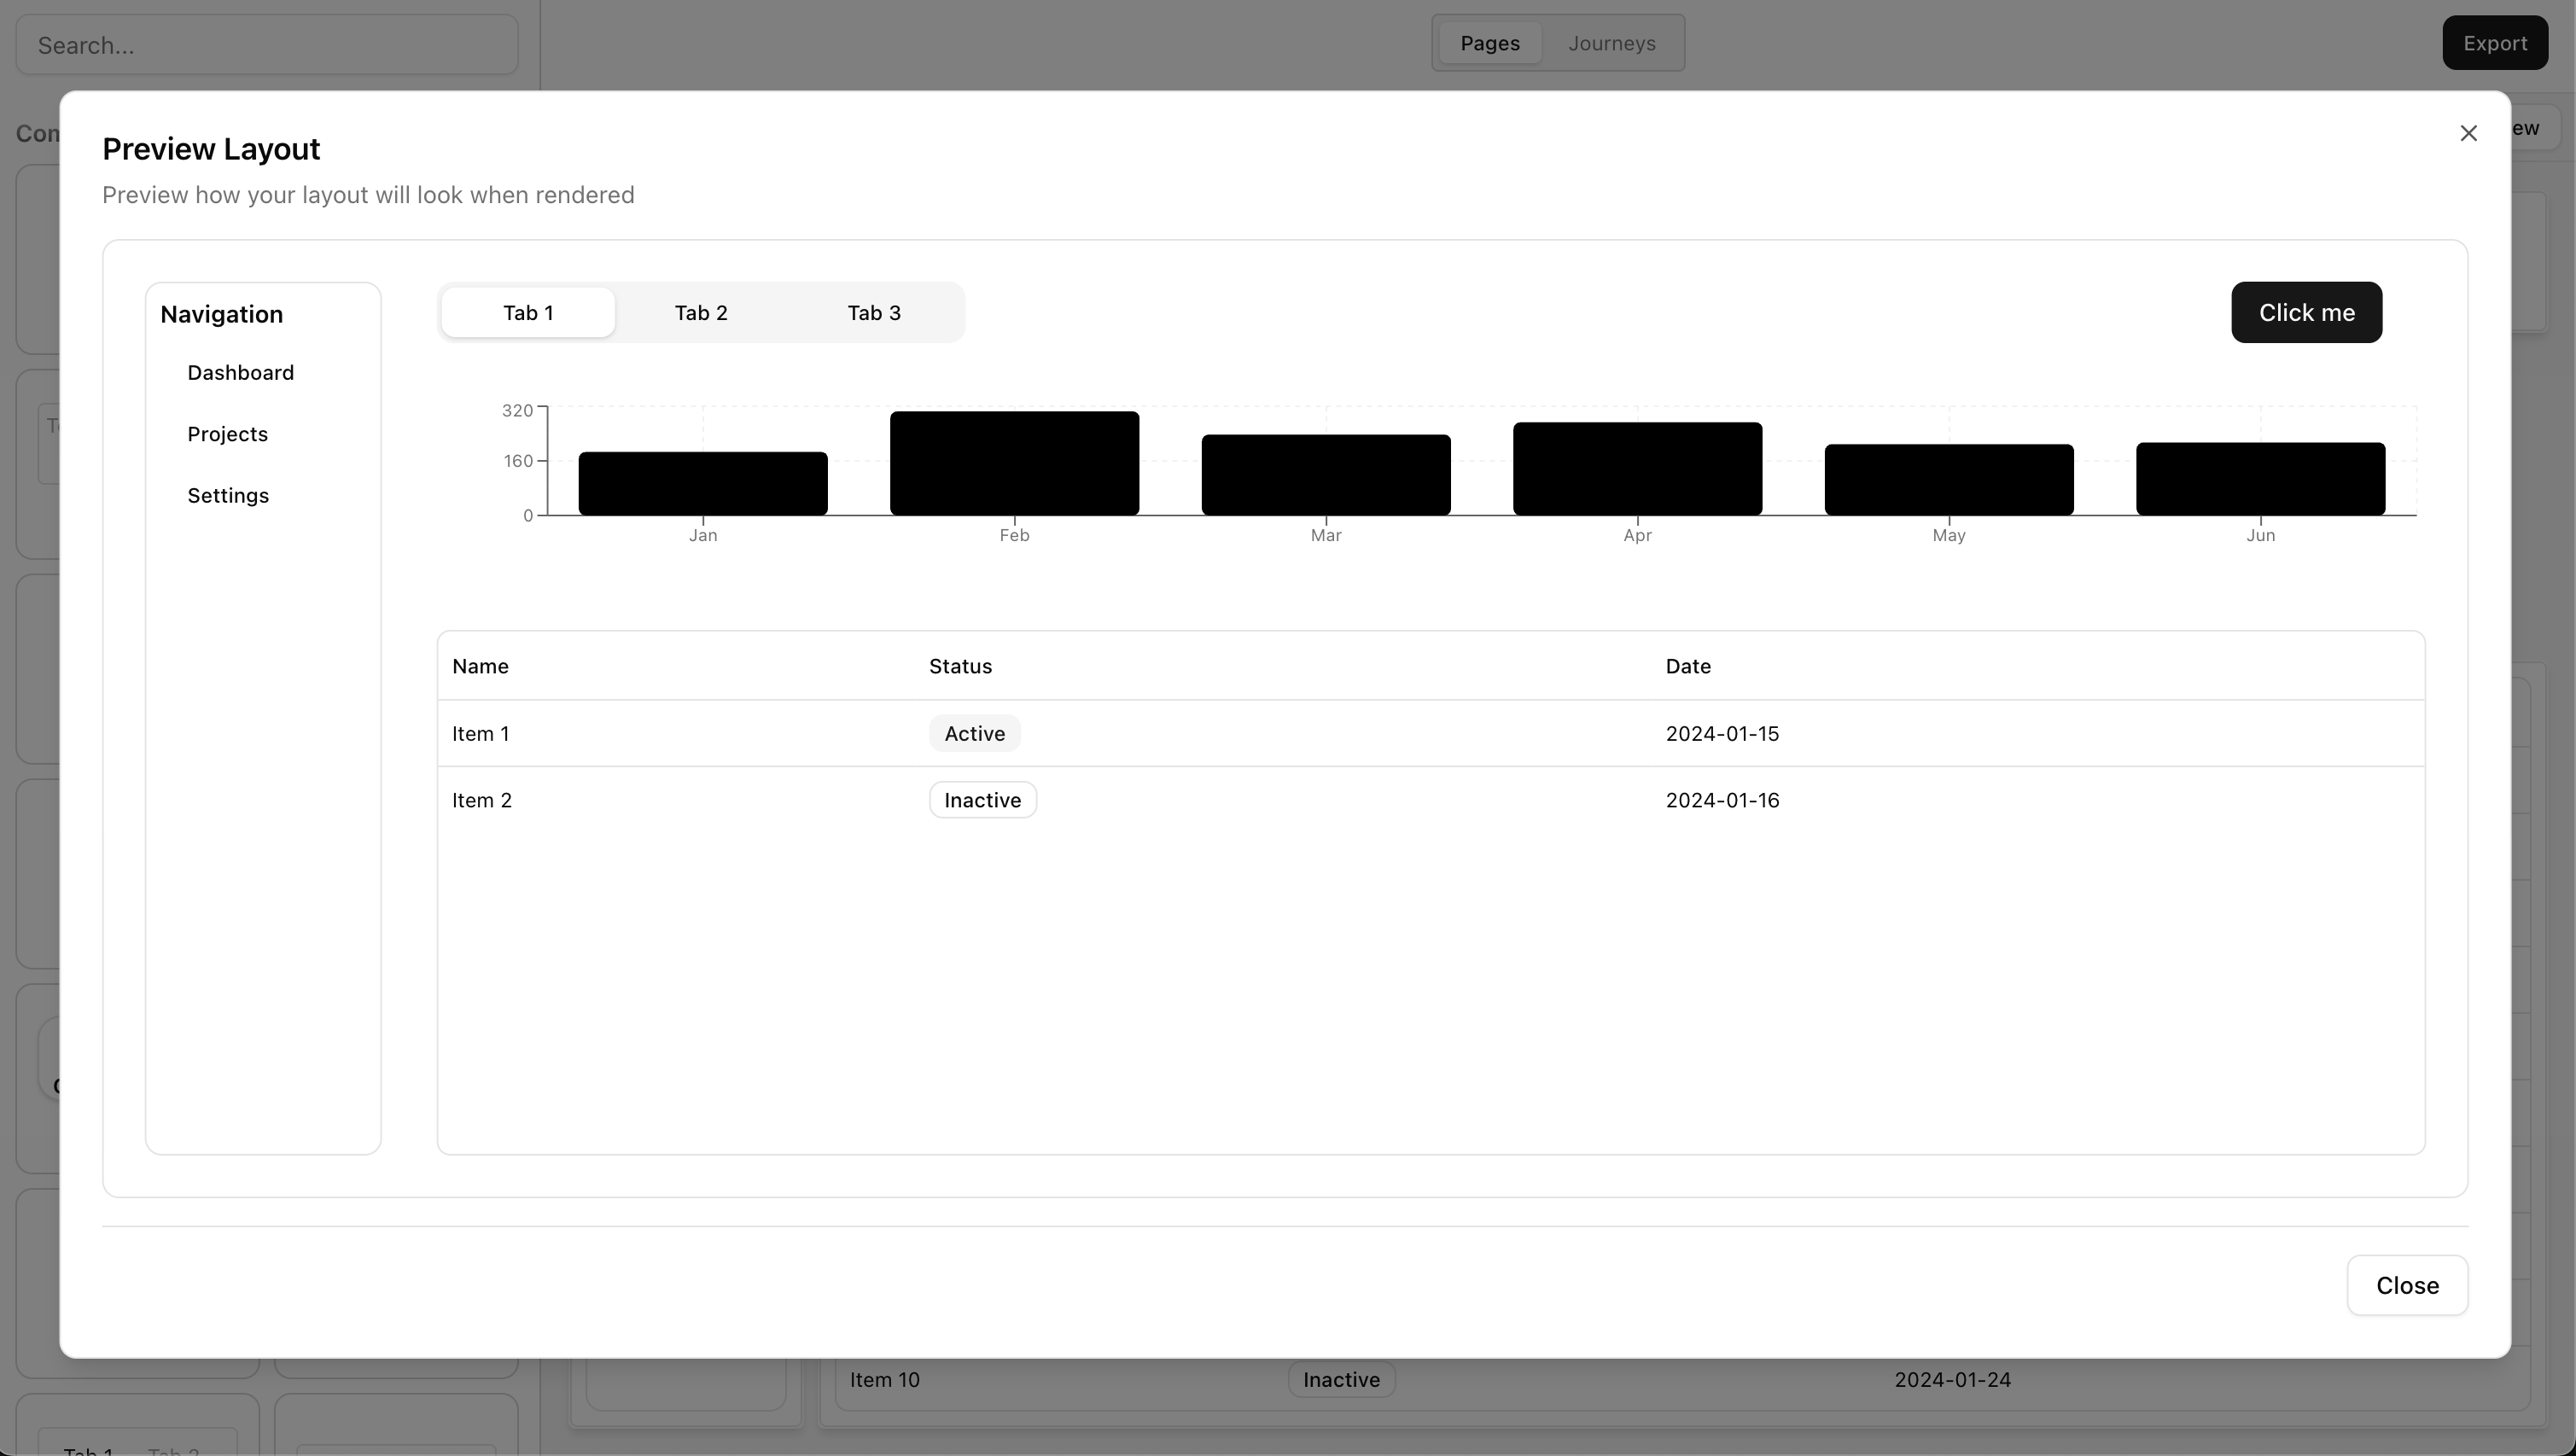 Search...
Pages
Journeys
Export
Preview Layout
Preview how your layout will look when rendered
Navigation
Dashboard
Projects
Settings
Tab 1
Tab 2
Tab 3
Click me
320
160
0
Jan
Feb
Mar
Apr
May
Jun
Name Status Date
Item 1 Active 2024-01-15
Item 2 Inactive 2024-01-16
Close
Item 10 Inactive 2024-01-24
Tab 1 Tab 2